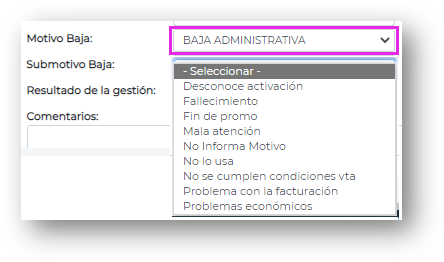 Motivo Baja:
BAJA ADMINISTRATIVA
Submotivo Baja:
- Seleccionar -
Desconoce activación
Fallecimiento
Fin de promo
Mala atención
No Informa Motivo
No lo usa
No se cumplen condiciones vta
Problema con la facturación
Problemas económicos
Resultado de la gestión:
Comentarios: